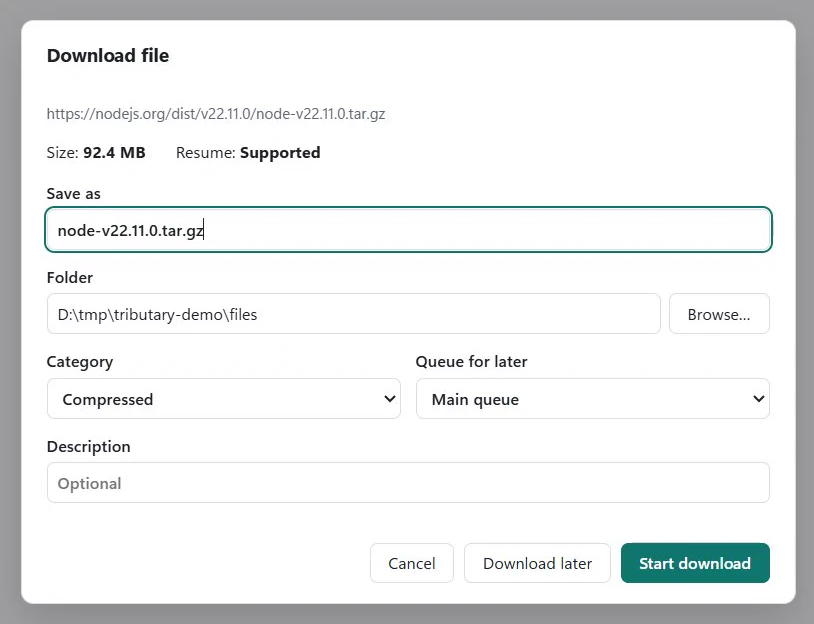 Download file
https://nodejs.org/dist/v22.11.0/node-v22.11.0.tar.gz
Size: 92.4 MB Resume: Supported
Save as
node-v22.11.0.tar.gz
Folder
D:\tmp\tributary-demo\files Browse...
Category Queue for later
Compressed Main queue
Description
Optional
Cancel Download later Start download